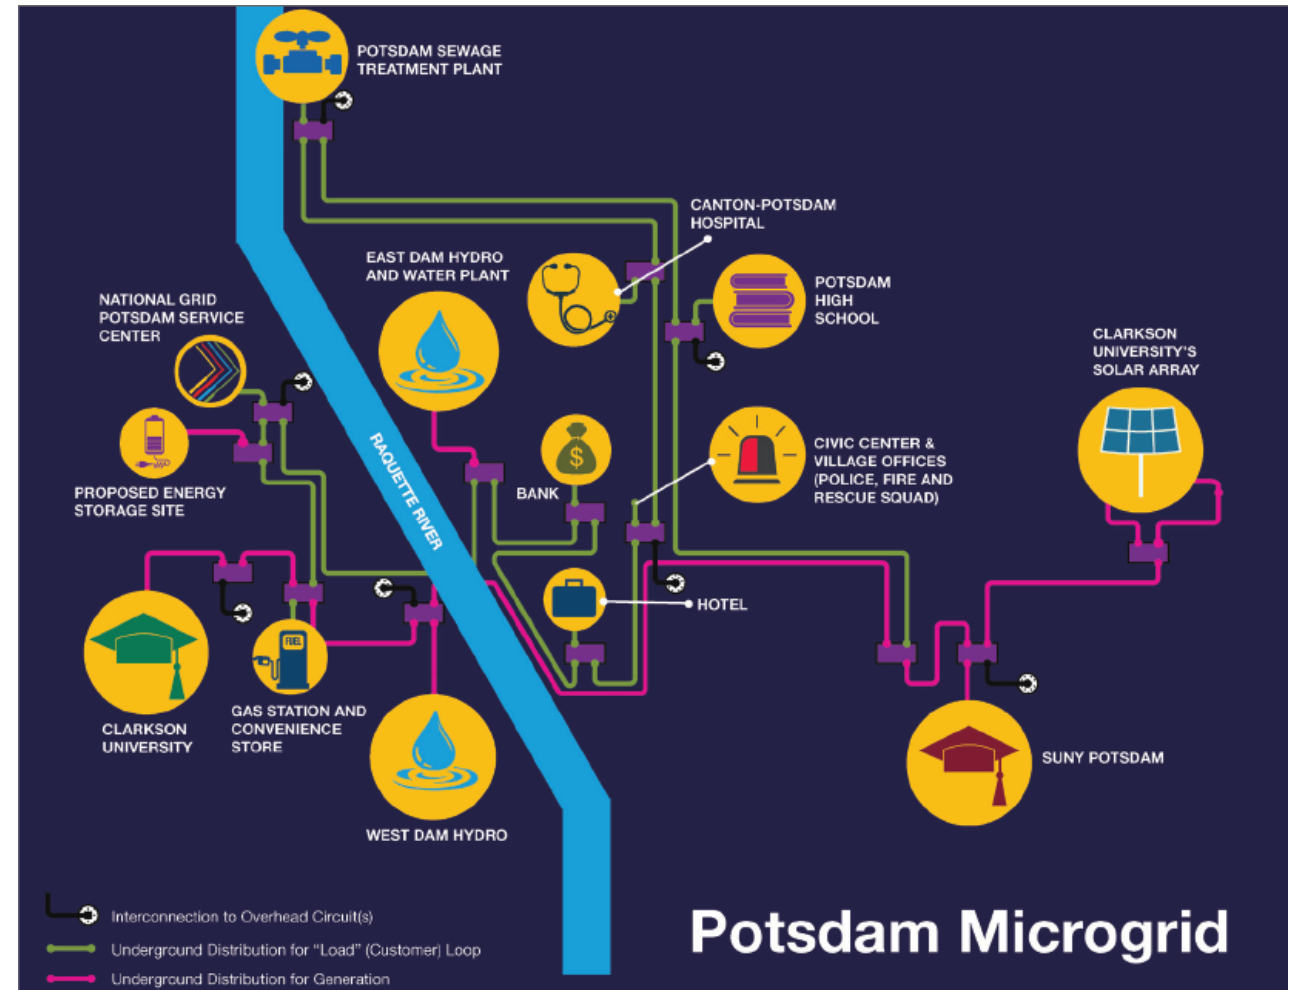 POTSDAM SEWAGE
TREATMENT PLANT
CANTON-POTSDAM
HOSPITAL
EAST DAM HYDRO
AND WATER PLANT
POTSDAM
HIGH
SCHOOL
NATIONAL GRID
POTSDAM SERVICE
CENTER
CLARKSON
UNIVERSITY'S
SOLAR ARRAY
RAQUETTE RIVER
BANK
$
CIVIC CENTER &
VILLAGE OFFICES
(POLICE, FIRE AND
RESCUE SQUAD)
PROPOSED ENERGY
STORAGE SITE
HOTEL
FUEL
CLARKSON
UNIVERSITY
GAS STATION AND
CONVENIENCE
STORE
WEST DAM HYDRO
SUNY POTSDAM
Interconnection to Overhead Circuit(s)
Underground Distribution for “Load” (Customer) Loop
Underground Distribution for Generation
Potsdam Microgrid